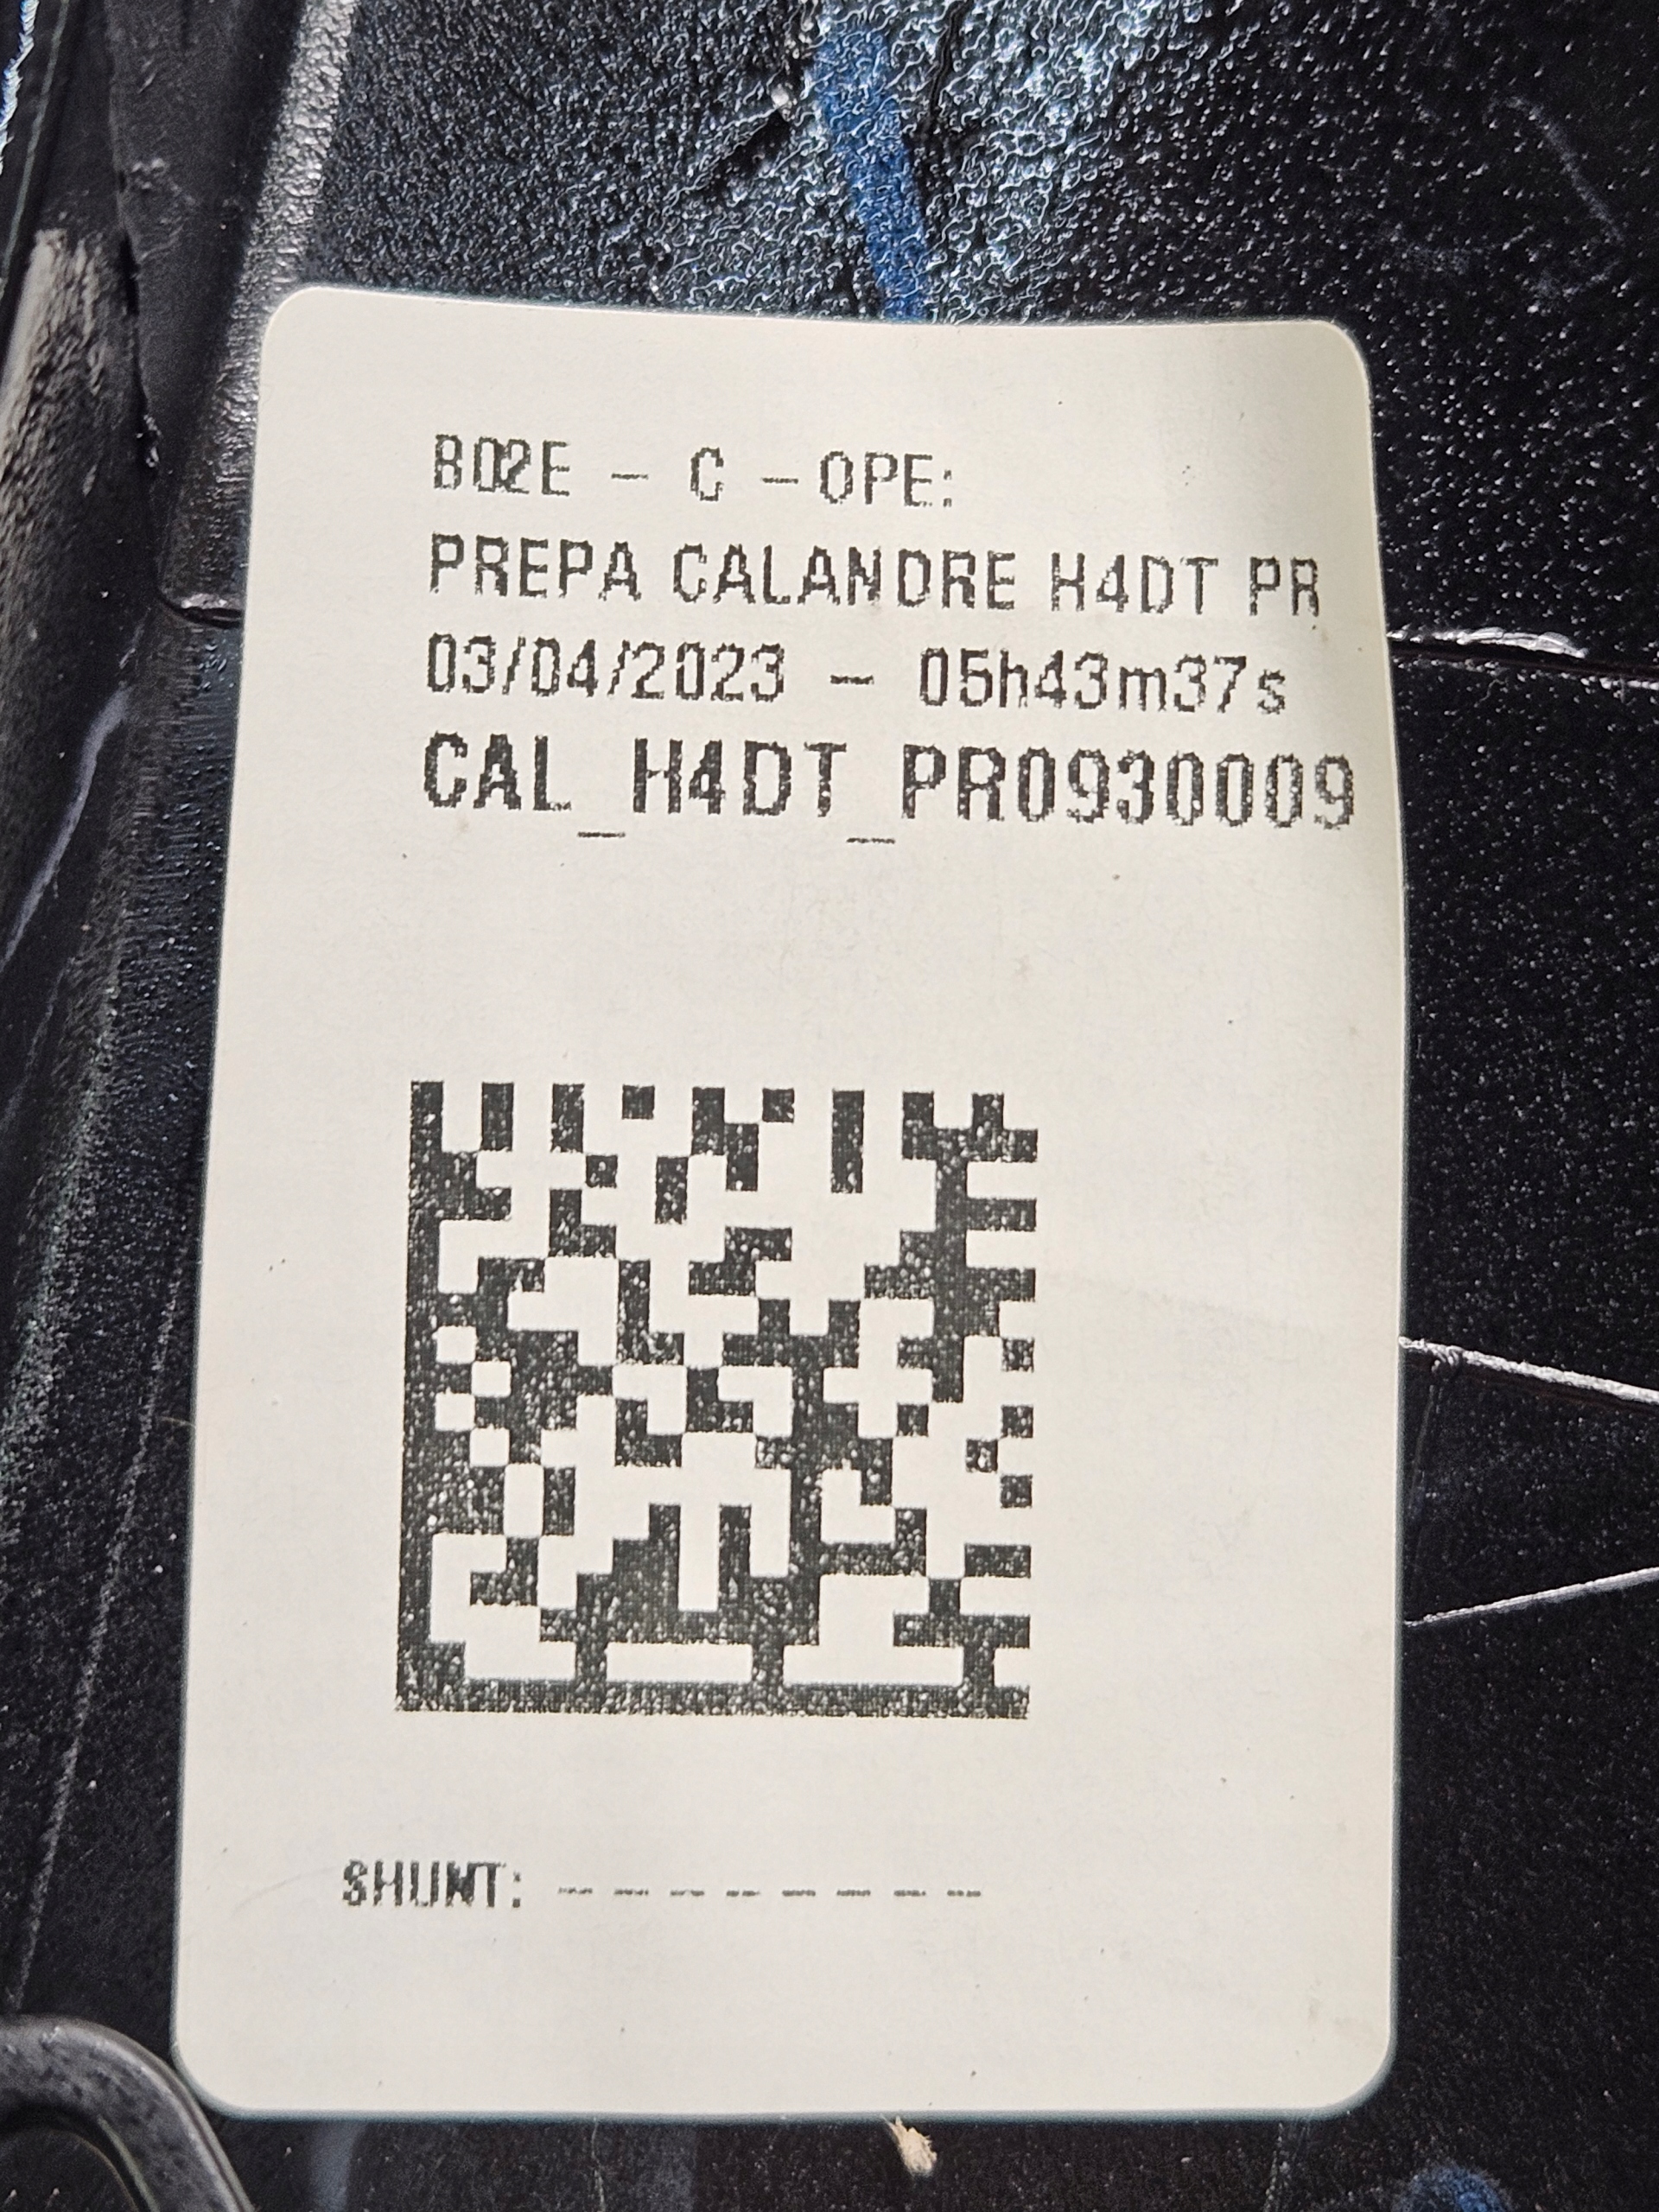 B02E - C -OPE:
PREPA CALANDRE H4DT PR
03/04/2023 - 05h43m37s
CAL_H4DT_PR0930009
SHUNT: _ _ _ _ _ _ _ _